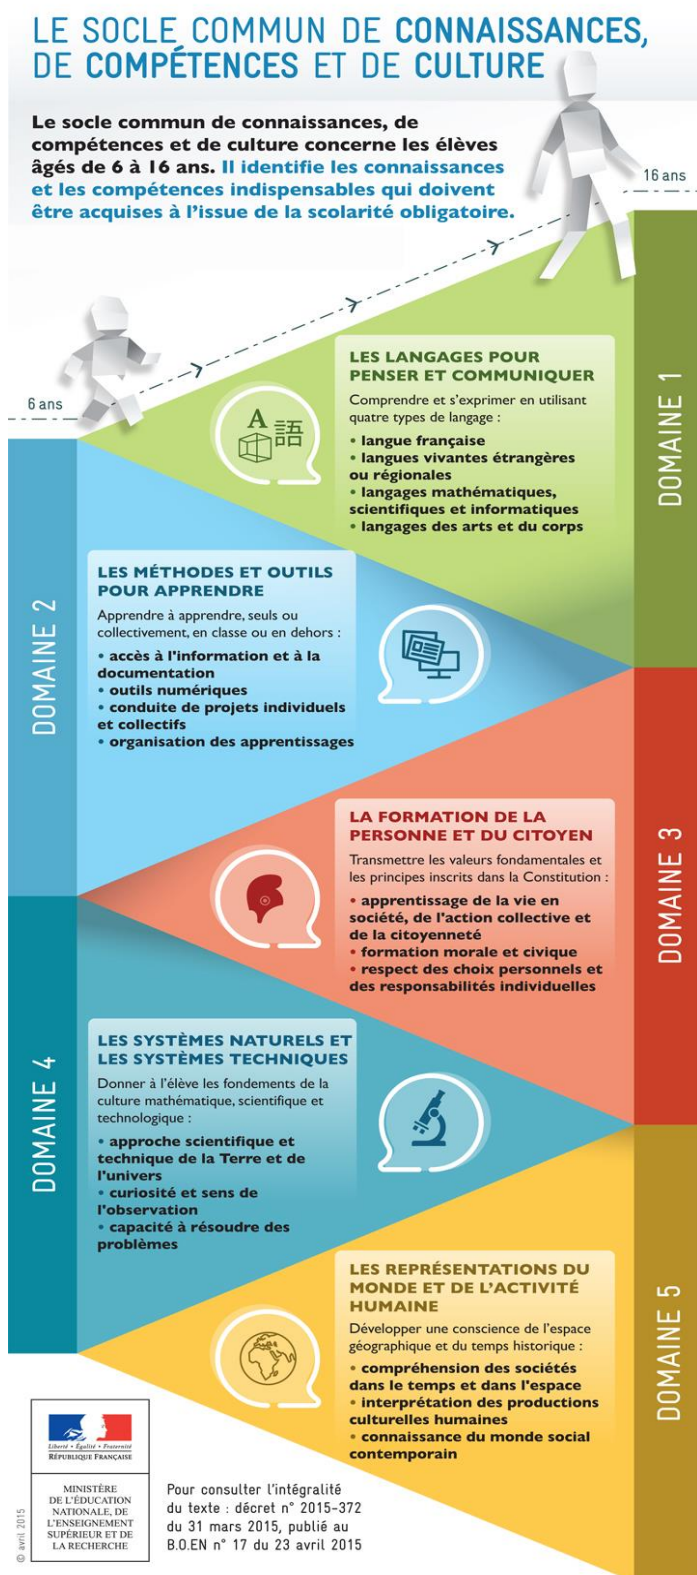 LE SOCLE COMMUN DE CONNAISSANCES,
DE COMPÉTENCES ET DE CULTURE
Le socle commun de connaissances, de
compétences et de culture concerne les élèves
âgés de 6 à 16 ans. Il identifie les connaissances
et les compétences indispensables qui doivent
être acquises à l'issue de la scolarité obligatoire.
16 ans
6 ans
DOMAINE 1
LES LANGAGES POUR
PENSER ET COMMUNIQUER
Comprendre et s'exprimer en utilisant
quatre types de langage :
• langue française
• langues vivantes étrangères
ou régionales
• langages mathématiques,
scientifiques et informatiques
• langages des arts et du corps
A 語
DOMAINE 2
LES MÉTHODES ET OUTILS
POUR APPRENDRE
Apprendre à apprendre, seuls ou
collectivement, en classe ou en dehors :
• accès à l'information et à la
documentation
• outils numériques
• conduite de projets individuels
et collectifs
• organisation des apprentissages
DOMAINE 3
LA FORMATION DE LA
PERSONNE ET DU CITOYEN
Transmettre les valeurs fondamentales et
les principes inscrits dans la Constitution :
• apprentissage de la vie en
société, de l'action collective et
de la citoyenneté
• formation morale et civique
• respect des choix personnels et
des responsabilités individuelles
DOMAINE 4
LES SYSTÈMES NATURELS ET
LES SYSTÈMES TECHNIQUES
Donner à l'élève les fondements de la
culture mathématique, scientifique et
technologique :
• approche scientifique et
technique de la Terre et de
l'univers
• curiosité et sens de
l'observation
• capacité à résoudre des
problèmes
DOMAINE 5
LES REPRÉSENTATIONS DU
MONDE ET DE L'ACTIVITÉ
HUMAINE
Développer une conscience de l'espace
géographique et du temps historique :
• compréhension des sociétés
dans le temps et dans l'espace
• interprétation des productions
culturelles humaines
• connaissance du monde social
contemporain
Liberté • Égalité • Fraternité
RÉPUBLIQUE FRANÇAISE
MINISTÈRE
DE L'ÉDUCATION
NATIONALE, DE
L'ENSEIGNEMENT
SUPÉRIEUR ET DE
LA RECHERCHE
© avril 2015
Pour consulter l'intégralité
du texte : décret n° 2015-372
du 31 mars 2015, publié au
B.O.EN n° 17 du 23 avril 2015